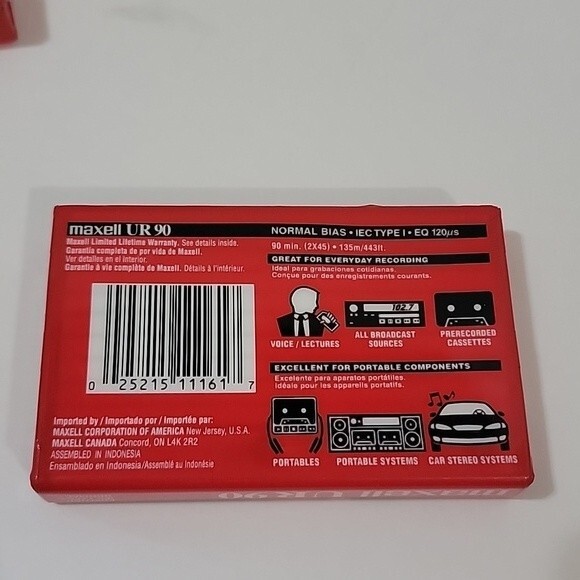 maxell UR 90
Maxell Limited Lifetime Warranty. See details inside.
Garantia completa de por vida de Maxell.
Ver detalles en el interior.
Garantie à vie complète de Maxell. Détails à l'intérieur.
0 25215 11161 7
Imported by / Importado por / Importée par:
MAXELL CORPORATION OF AMERICA New Jersey, U.S.A.
MAXELL CANADA Concord, ON L4K 2R2
ASSEMBLED IN INDONESIA
Ensamblado en Indonesia/Assemblé au Indonésie
NORMAL BIAS • IEC TYPE I • EQ 120µs
90 min. (2X45) • 135m/443ft.
GREAT FOR EVERYDAY RECORDING
Ideal para grabaciones cotidianas.
Conçue pour des enregistrements courants.
102.7
VOICE / LECTURES
ALL BROADCAST
SOURCES
PRERECORDED
CASSETTES
EXCELLENT FOR PORTABLE COMPONENTS
Excelente para aparatos portátiles.
Idéale pour les appareils portatifs.
PORTABLES
PORTABLE SYSTEMS
CAR STEREO SYSTEMS
maxell UR 90